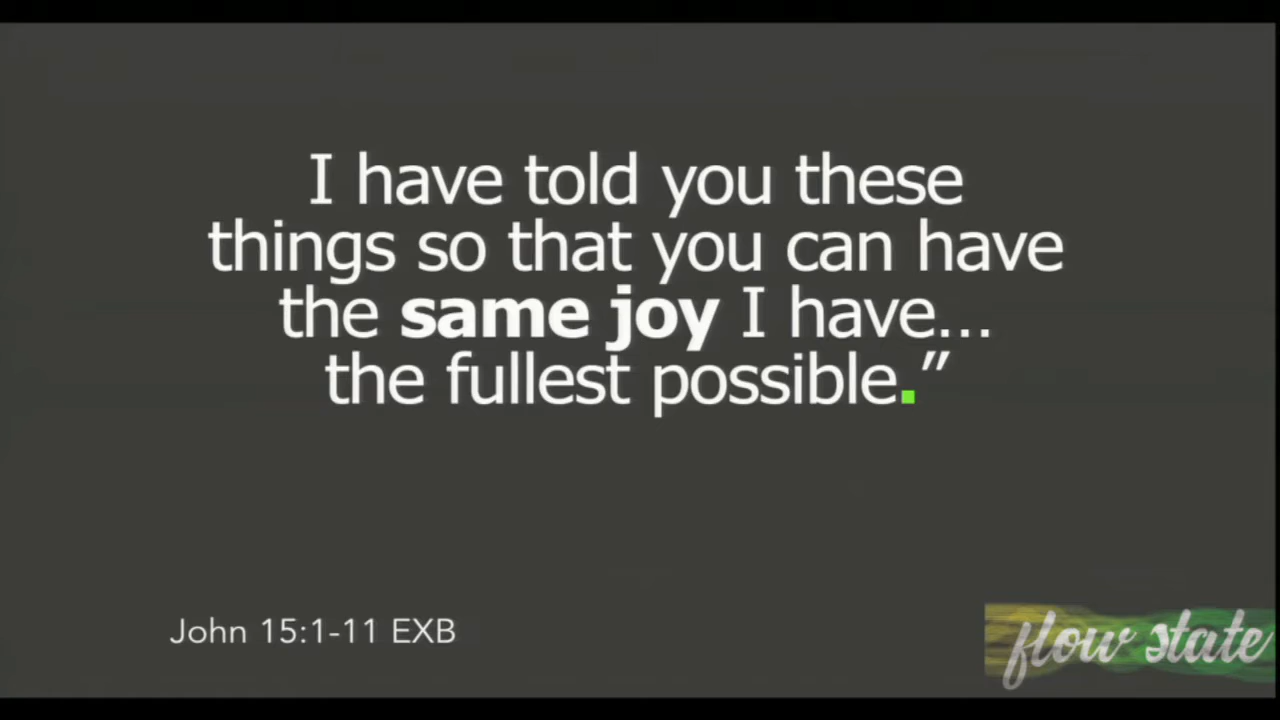 I have told you these
things so that you can have
the same joy I have...
the fullest possible.”
John 15:1-11 EXB
flow state